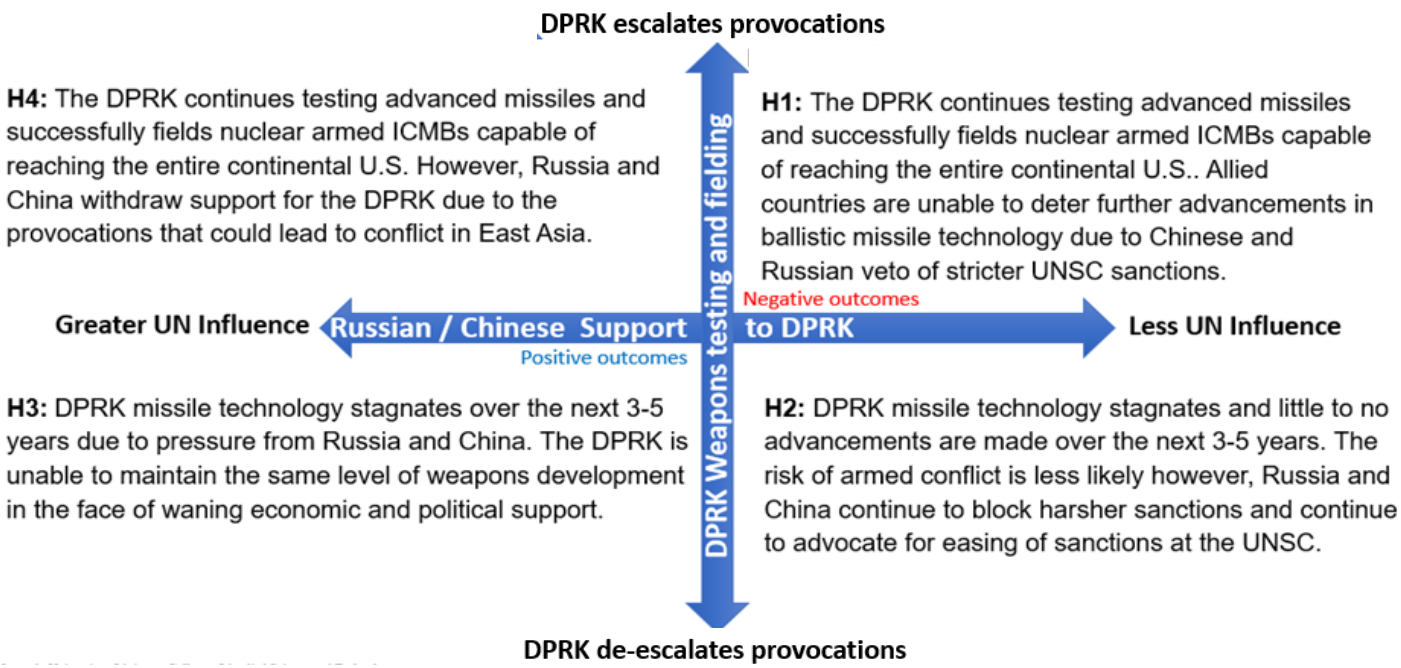 DPRK escalates provocations
H4: The DPRK continues testing advanced missiles and
successfully fields nuclear armed ICMBs capable of
reaching the entire continental U.S. However, Russia and
China withdraw support for the DPRK due to the
provocations that could lead to conflict in East Asia.
H1: The DPRK continues testing advanced missiles
and successfully fields nuclear armed ICMBs capable
of reaching the entire continental U.S.. Allied
countries are unable to deter further advancements in
ballistic missile technology due to Chinese and
Russian veto of stricter UNSC sanctions.
DPRK Weapons testing and fielding
Negative outcomes
Greater UN Influence
Russian / Chinese Support to DPRK
Less UN Influence
Positive outcomes
H3: DPRK missile technology stagnates over the next 3-5
years due to pressure from Russia and China. The DPRK is
unable to maintain the same level of weapons development
in the face of waning economic and political support.
H2: DPRK missile technology stagnates and little to no
advancements are made over the next 3-5 years. The
risk of armed conflict is less likely however, Russia and
China continue to block harsher sanctions and continue
to advocate for easing of sanctions at the UNSC.
DPRK de-escalates provocations